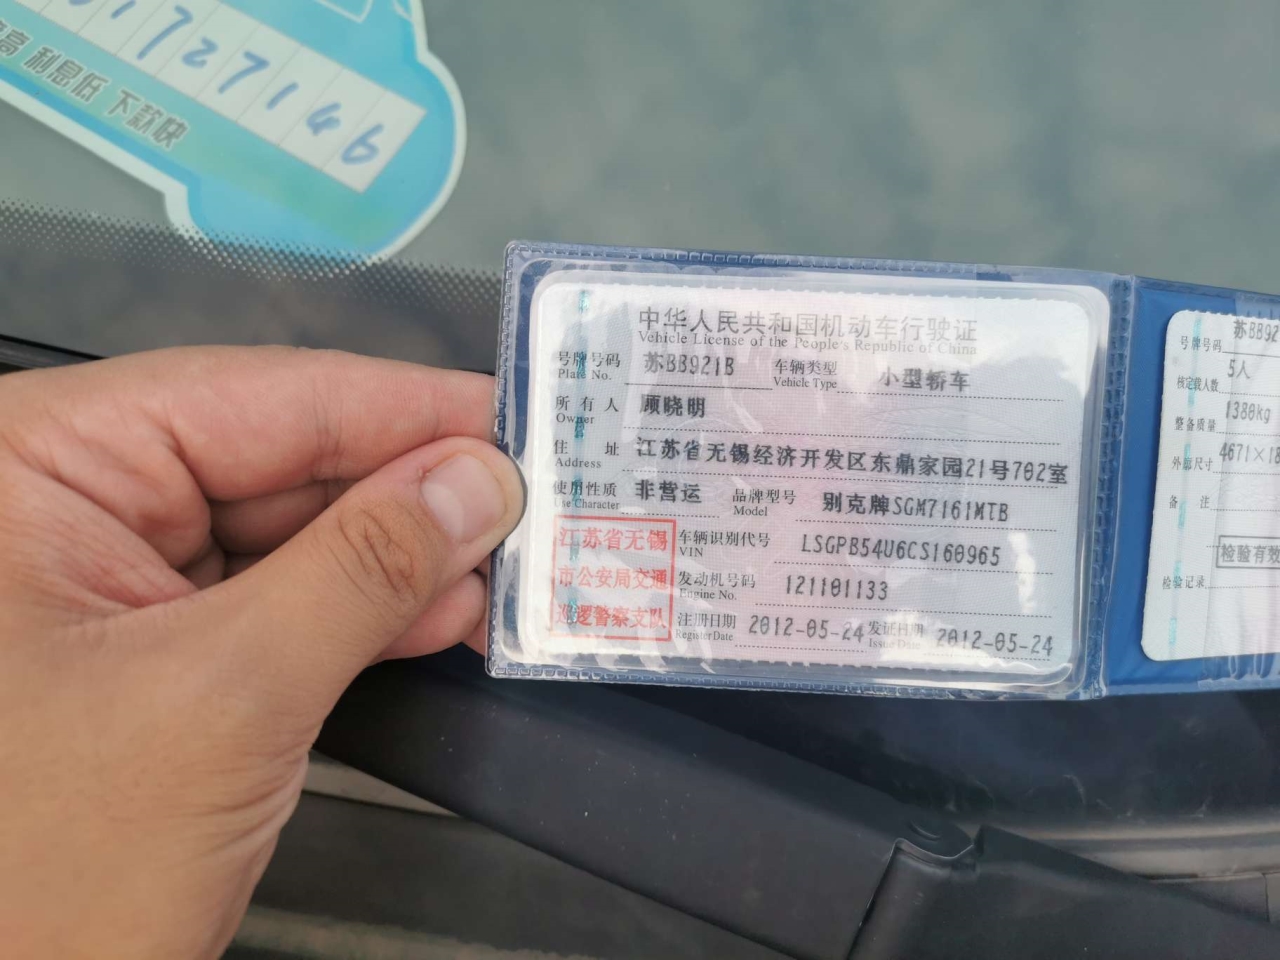 727146
高 利息低 下款快
中华人民共和国机动车行驶证
Vehicle License of the People's Republic of China
号牌号码 苏BB921B 车辆类型 小型轿车
Plate No. Vehicle Type
所有人 顾晓明
Owner
住址 江苏省无锡经济开发区东鼎家园21号702室
Address
使用性质 非营运 品牌型号 别克牌SGM7161MTB
Use Character Model
江苏省无锡
市公安局交通
巡逻警察支队
车辆识别代号 LSGPB54U6CS160965
VIN
发动机号码 121101133
Engine No.
注册日期 2012-05-24 发证日期 2012-05-24
Register Date Issue Date
号牌号码 苏BB92
核定载人数 5人
整备质量 1380kg
外廓尺寸 4671×18
备注
检验有效
检验记录